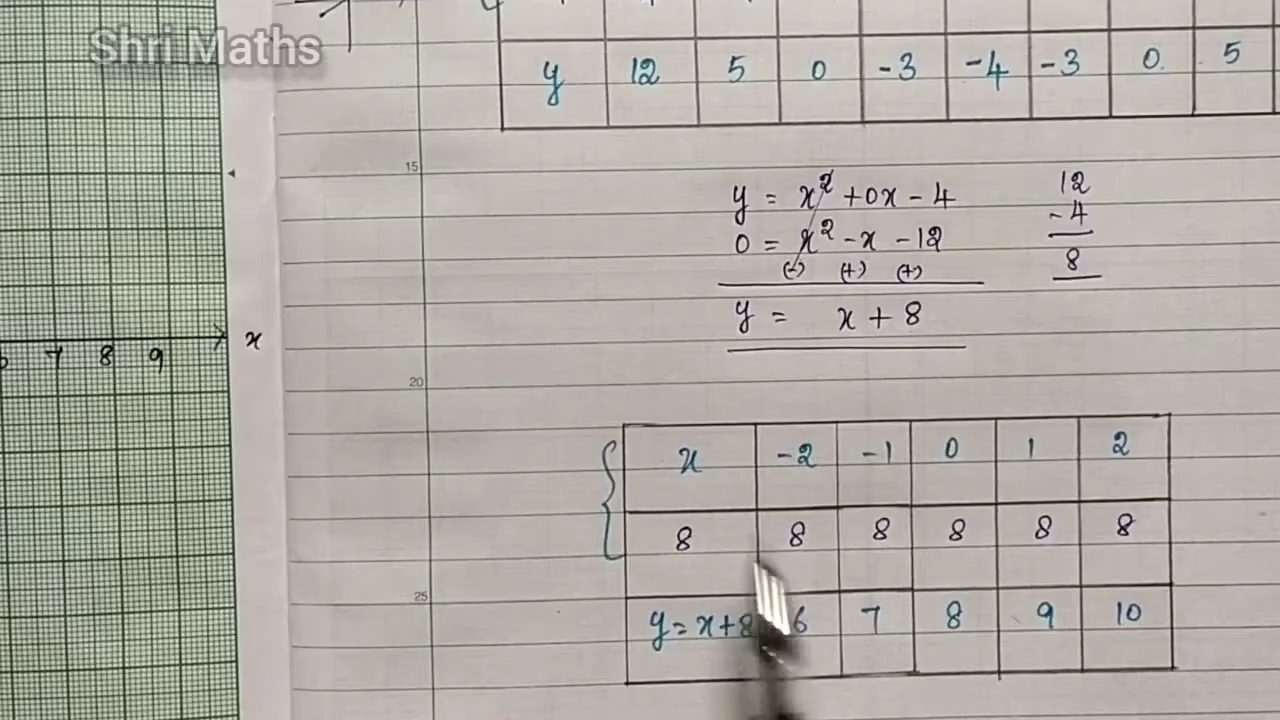 Shri Maths
y 12 5 0 -3 -4 -3 0 5
15
y = x² + 0x - 4
12
0 = x² - x - 12
- 4
(-) (+) (+)
8
y = x + 8
x
7 8 9
20
x -2 -1 0 1 2
8 8 8 8 8 8
25
y = x + 8 6 7 8 9 10